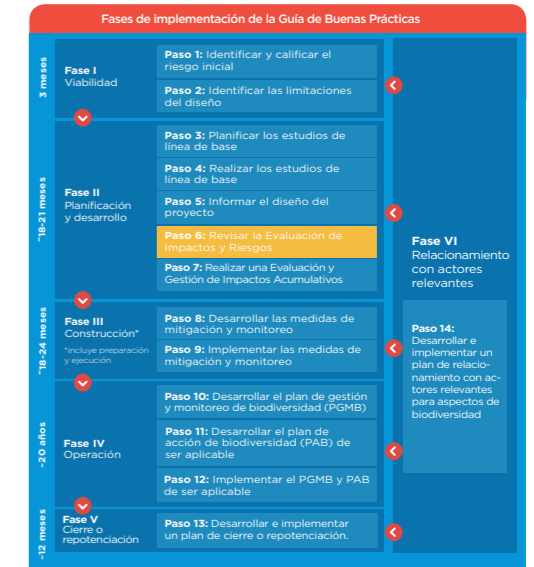 Fases de implementación de la Guía de Buenas Prácticas
3 meses
Fase I
Viabilidad
Paso 1: Identificar y calificar el
riesgo inicial
Paso 2: Identificar las limitaciones
del diseño
~18-21 meses
Fase II
Planificación
y desarrollo
Paso 3: Planificar los estudios de
línea de base
Paso 4: Realizar los estudios de
línea de base
Paso 5: Informar el diseño del
proyecto
Paso 6: Revisar la Evaluación de
Impactos y Riesgos
Paso 7: Realizar una Evaluación y
Gestión de Impactos Acumulativos
~18-24 meses
Fase III
Construcción*
*incluye preparación
y ejecución
Paso 8: Desarrollar las medidas de
mitigación y monitoreo
Paso 9: Implementar las medidas de
mitigación y monitoreo
~20 años
Fase IV
Operación
Paso 10: Desarrollar el plan de gestión
y monitoreo de biodiversidad (PGMB)
Paso 11: Desarrollar el plan de
acción de biodiversidad (PAB) de
ser aplicable
Paso 12: Implementar el PGMB y PAB
de ser aplicable
~12 meses
Fase V
Cierre o
repotenciación
Paso 13: Desarrollar e implementar
un plan de cierre o repotenciación.
Fase VI
Relacionamiento
con actores
relevantes
Paso 14:
Desarrollar e
implementar un
plan de relacio-
namiento con ac-
tores relevantes
para aspectos de
biodiversidad